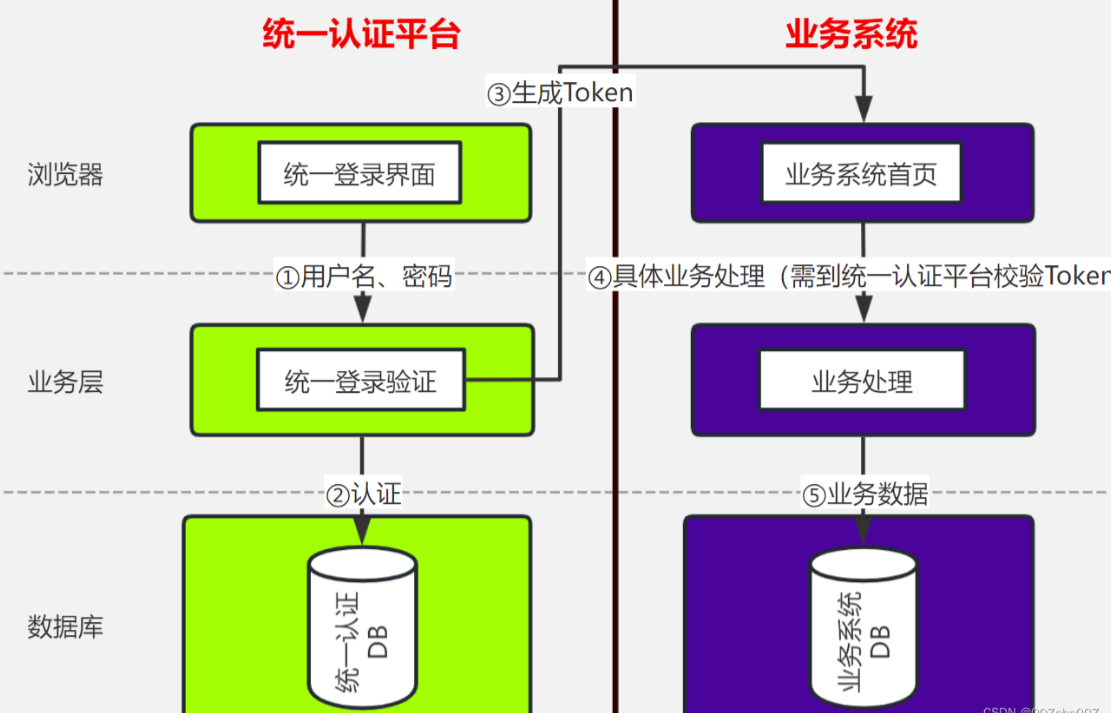 统一认证平台
业务系统
③生成Token
浏览器
统一登录界面
业务系统首页
①用户名、密码
④具体业务处理（需到统一认证平台校验Token
业务层
统一登录验证
业务处理
②认证
⑤业务数据
数据库
统一认证
DB
业务系统
DB